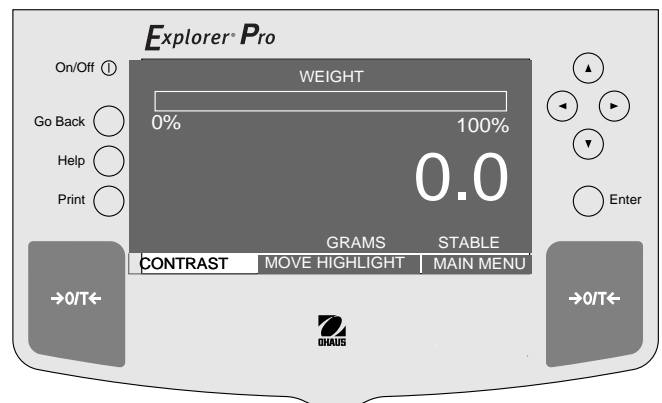 Explorer® Pro
On/Off
WEIGHT
Go Back
0% 100%
Help
0.0
Print
Enter
GRAMS STABLE
CONTRAST MOVE HIGHLIGHT MAIN MENU
→0/T← →0/T←
OHAUS